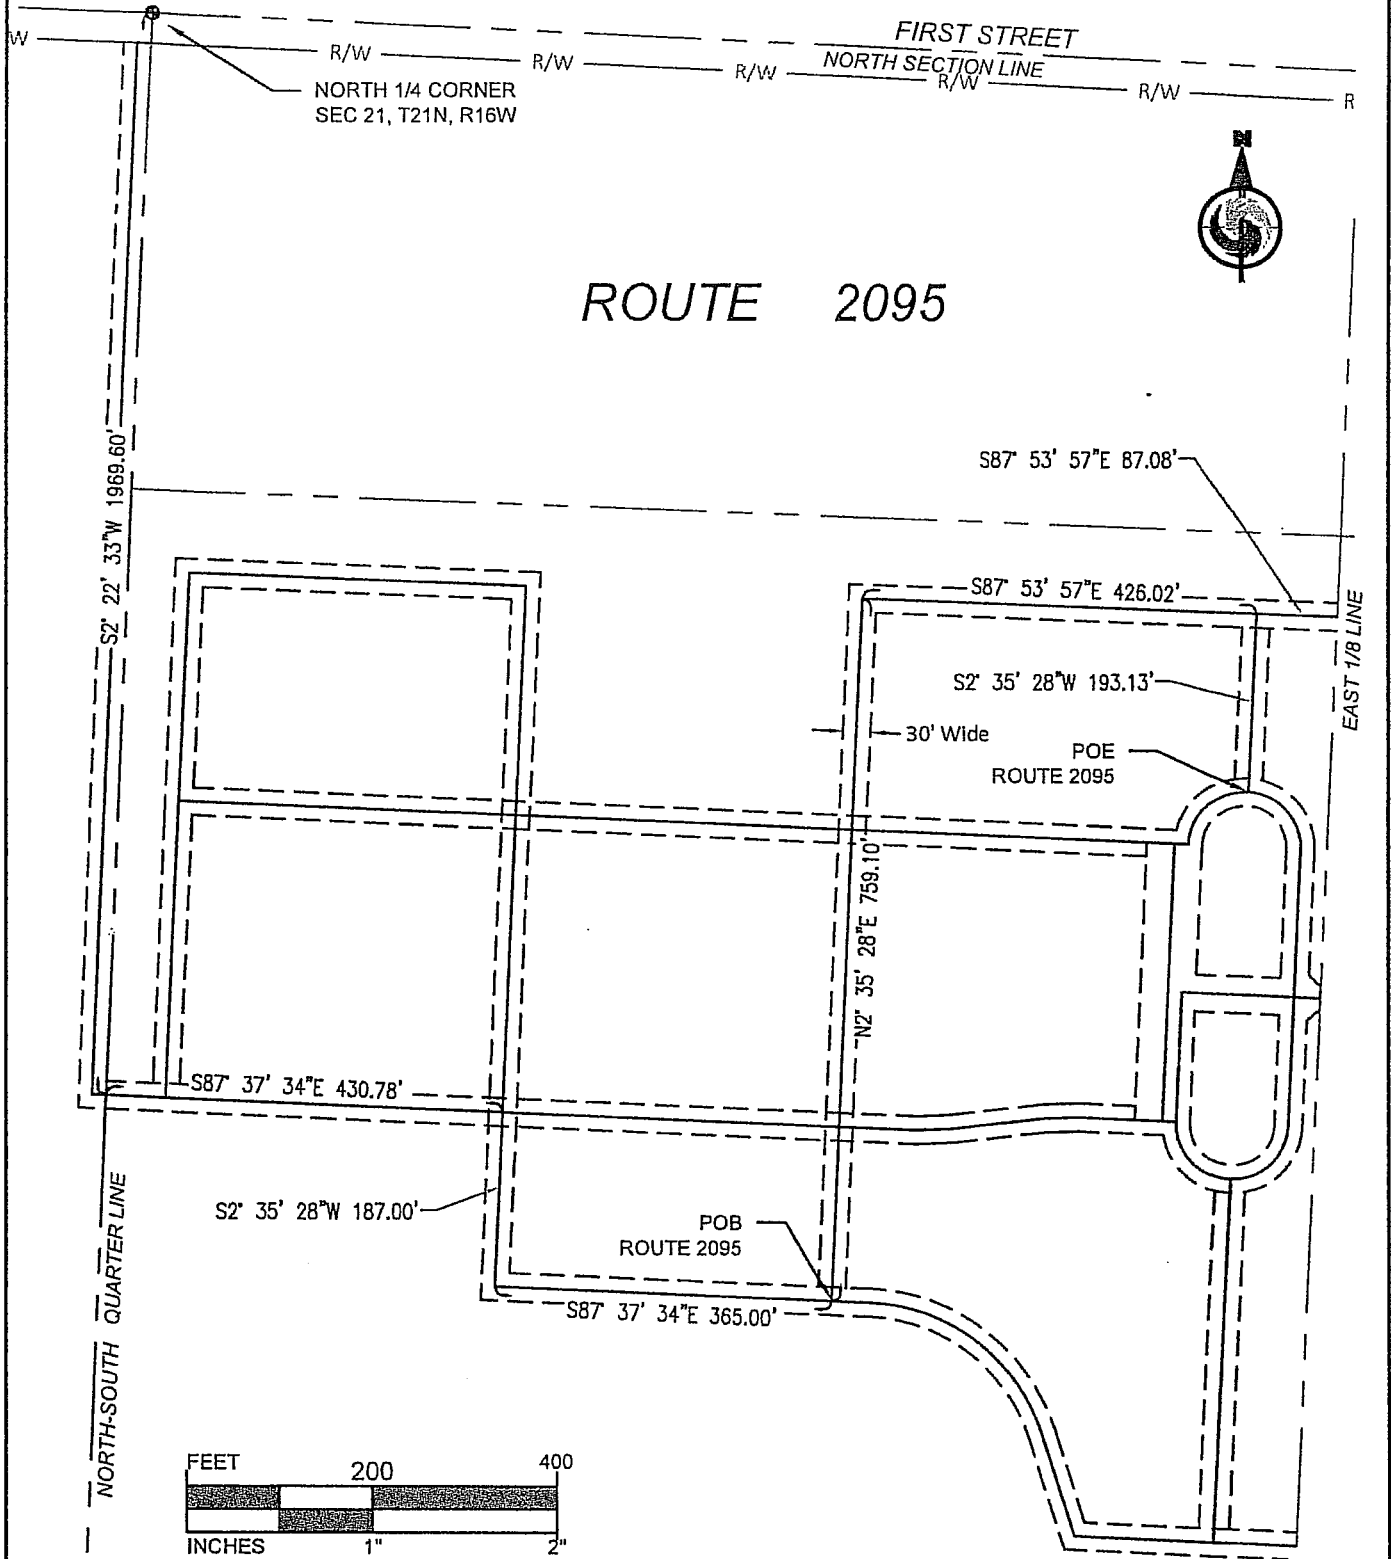 FIRST STREET
W
R/W
R/W
R/W
NORTH SECTION LINE
R/W
R/W
R
NORTH 1/4 CORNER
SEC 21, T21N, R16W
N
ROUTE 2095
S87° 53' 57"E 87.08'
S2° 22' 33"W 1969.60'
S87° 53' 57"E 426.02'
EAST 1/8 LINE
S2° 35' 28"W 193.13'
30' Wide
POE
ROUTE 2095
N2° 35' 28"E 759.10'
S87° 37' 34"E 430.78'
S2° 35' 28"W 187.00'
POB
ROUTE 2095
S87° 37' 34"E 365.00'
NORTH-SOUTH QUARTER LINE
FEET
200
400
INCHES
1"
2"